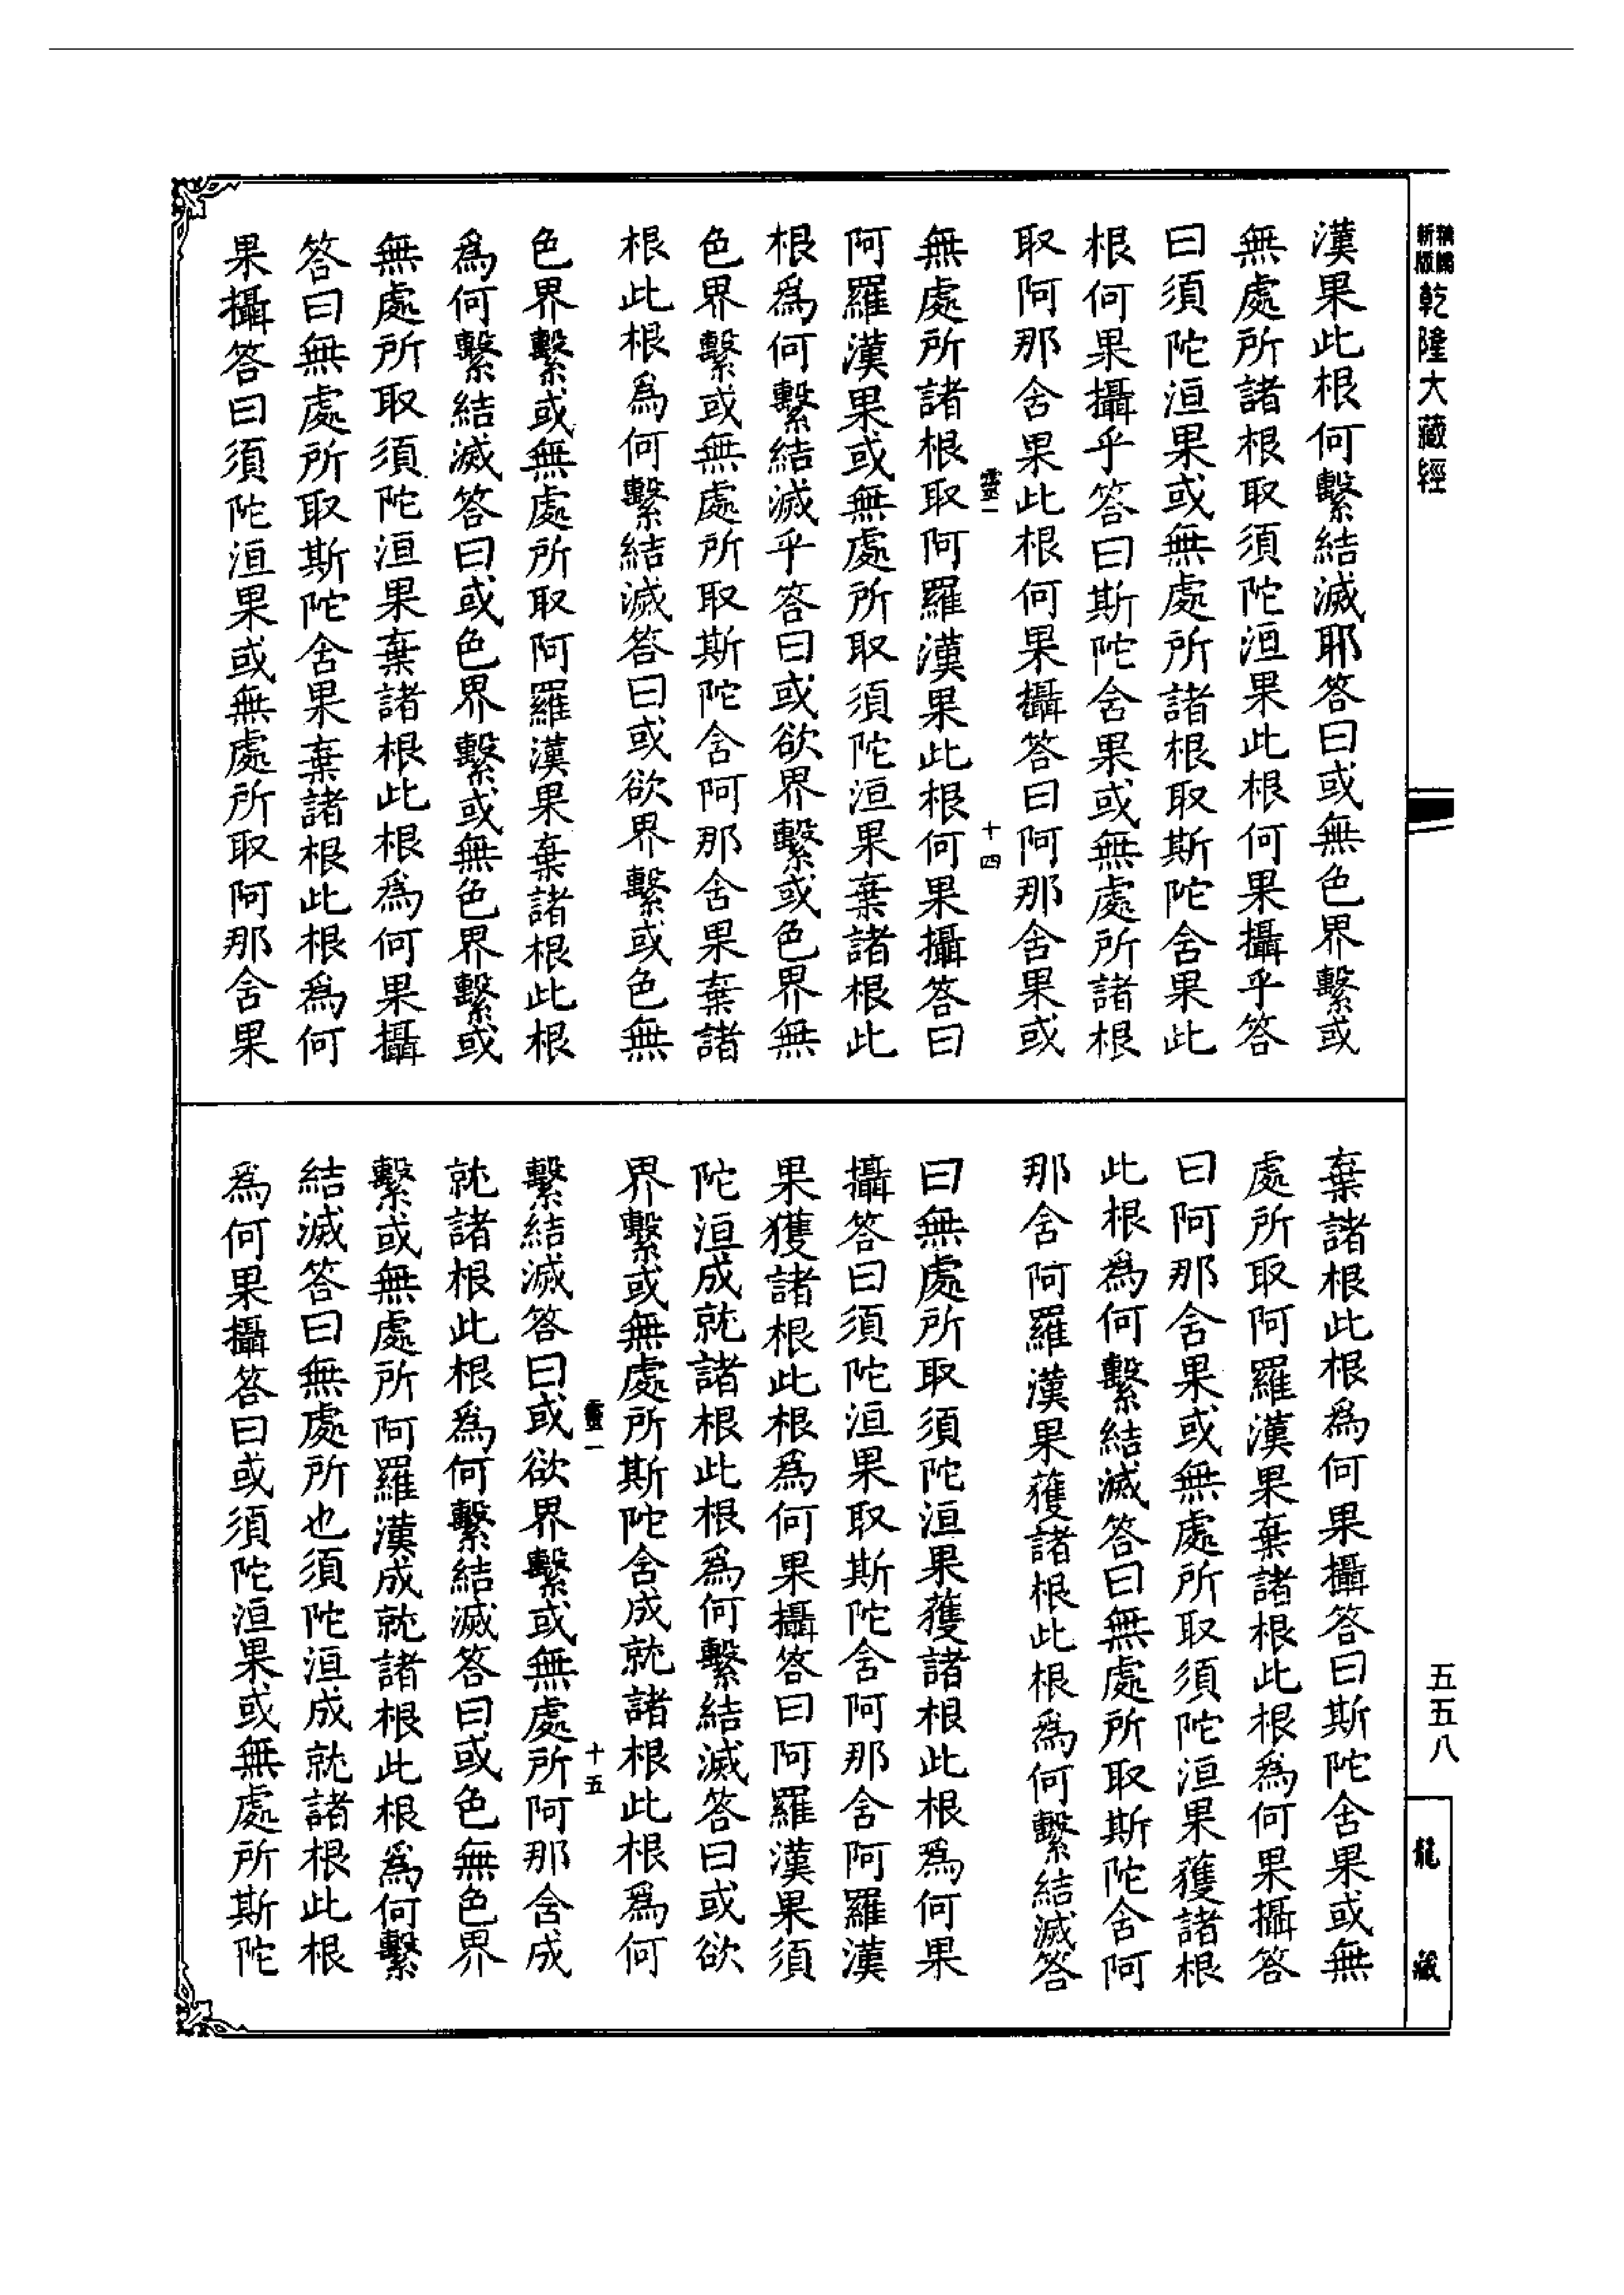 新版
精縮
乾隆大藏經
漢果此根何繫結滅耶答曰或無色界繫或
無處所諸根取須陀洹果此根何果攝乎答
曰須陀洹果或無處所諸根取斯陀舍果此
根何果攝乎答曰斯陀舍果或無處所諸根
取阿那舍果此根何果攝答曰阿那舍果或
靈一
十四
無處所諸根取阿羅漢果此根何果攝答曰
阿羅漢果或無處所取須陀洹果棄諸根此
根為何繫結滅乎答曰或欲界繫或色界無
色界繫或無處所取斯陀舍阿那舍果棄諸
根此根為何繫結滅答曰或欲界繫或色無
色界繫或無處所取阿羅漢果棄諸根此根
為何繫結滅答曰或色界繫或無色界繫或
無處所取須陀洹果棄諸根此根為何果攝
答曰無處所取斯陀舍果棄諸根此根為何
果攝答曰須陀洹果或無處所取阿那舍果
棄諸根此根為何果攝答曰斯陀舍果或無
處所取阿羅漢果棄諸根此根為何果攝答
曰阿那舍果或無處所取須陀洹果獲諸根
此根為何繫結滅答曰無處所取斯陀舍阿
那舍阿羅漢果獲諸根此根為何繫結滅答
曰無處所取須陀洹果獲諸根此根為何果
攝答曰須陀洹果取斯陀舍阿那舍阿羅漢
果獲諸根此根為何果攝答曰阿羅漢果須
陀洹成就諸根此根為何繫結滅答曰或欲
界繫或無處所斯陀舍成就諸根此根為何
靈一
十五
繫結滅答曰或欲界繫或無處所阿那舍成
就諸根此根為何繫結滅答曰或色無色界
繫或無處所阿羅漢成就諸根此根為何繫
結滅答曰無處所也須陀洹成就諸根此根
為何果攝答曰或須陀洹果或無處所斯陀
五五八
龍藏